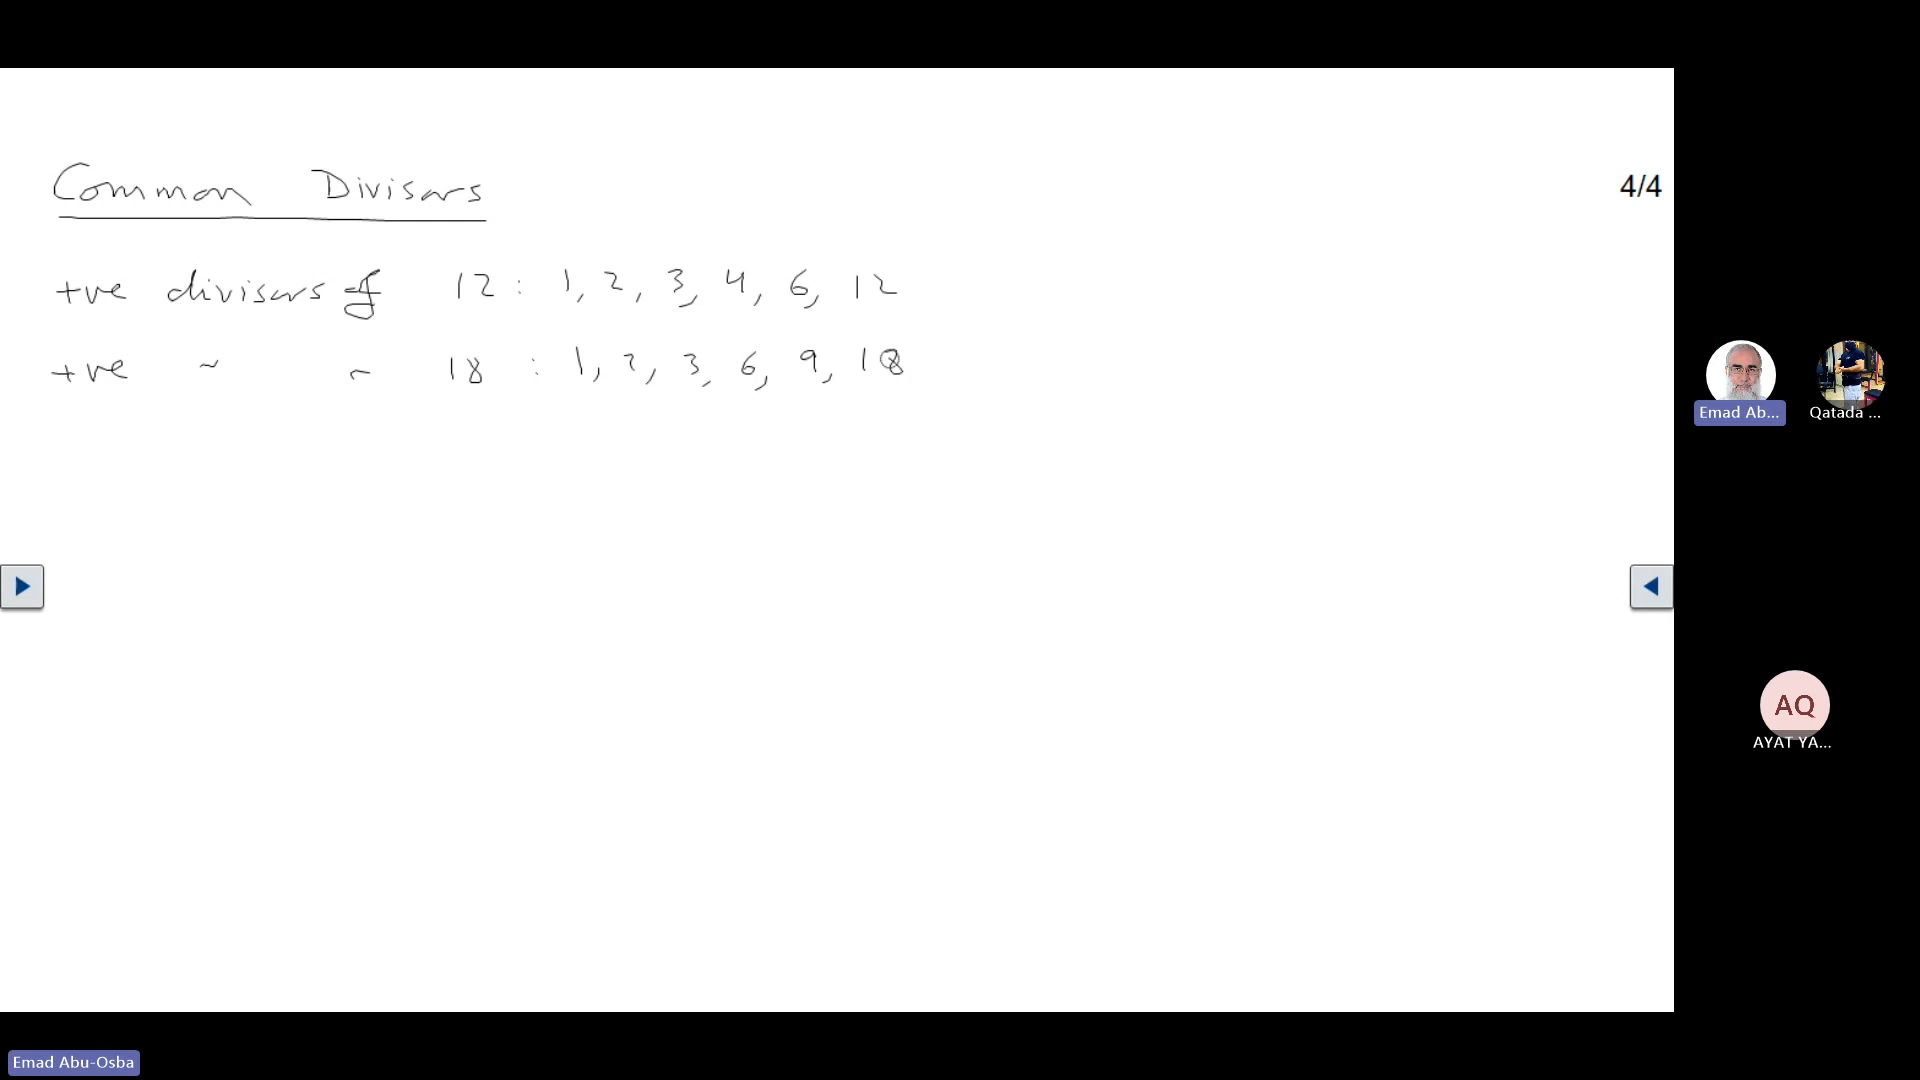 Common Divisors
4/4
+ve divisors of 12 : 1, 2, 3, 4, 6, 12
+ve ~ ~ 18 : 1, 2, 3, 6, 9, 18
Emad Ab...
Qatada ...
AQ
AYAT YA...
Emad Abu-Osba